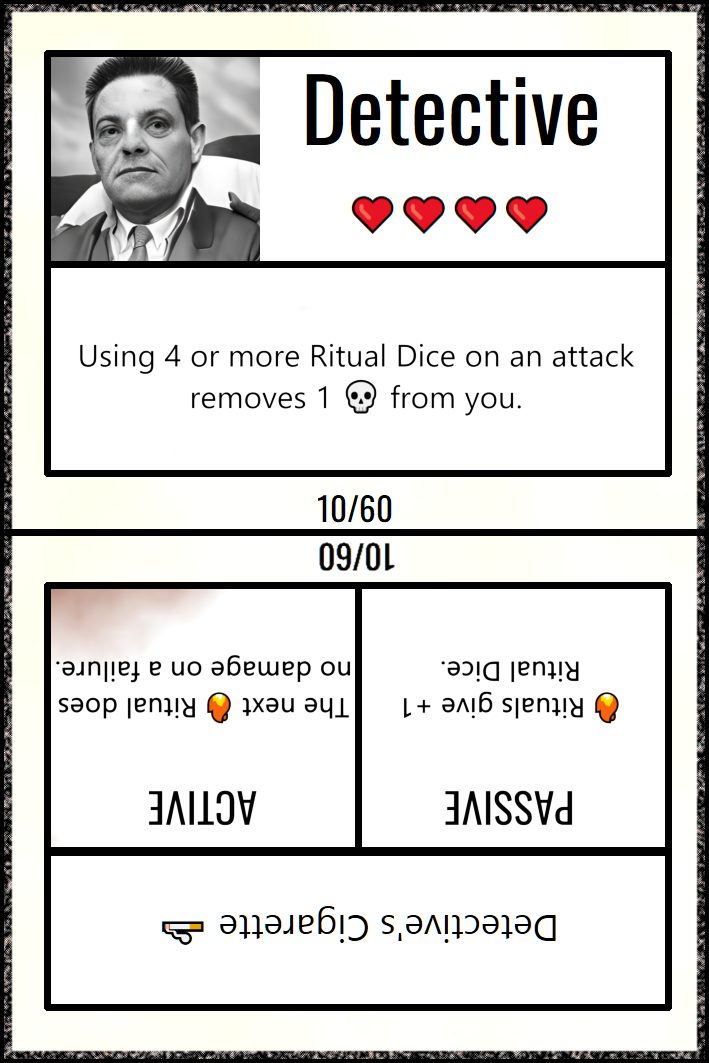 Detective
❤️❤️❤️❤️
Using 4 or more Ritual Dice on an attack
removes 1 💀 from you.
10/60
10/60
Detective's Cigarette 🚬
PASSIVE
🔥 Rituals give +1
Ritual Dice.
ACTIVE
The next 🔥 Ritual does
no damage on a failure.